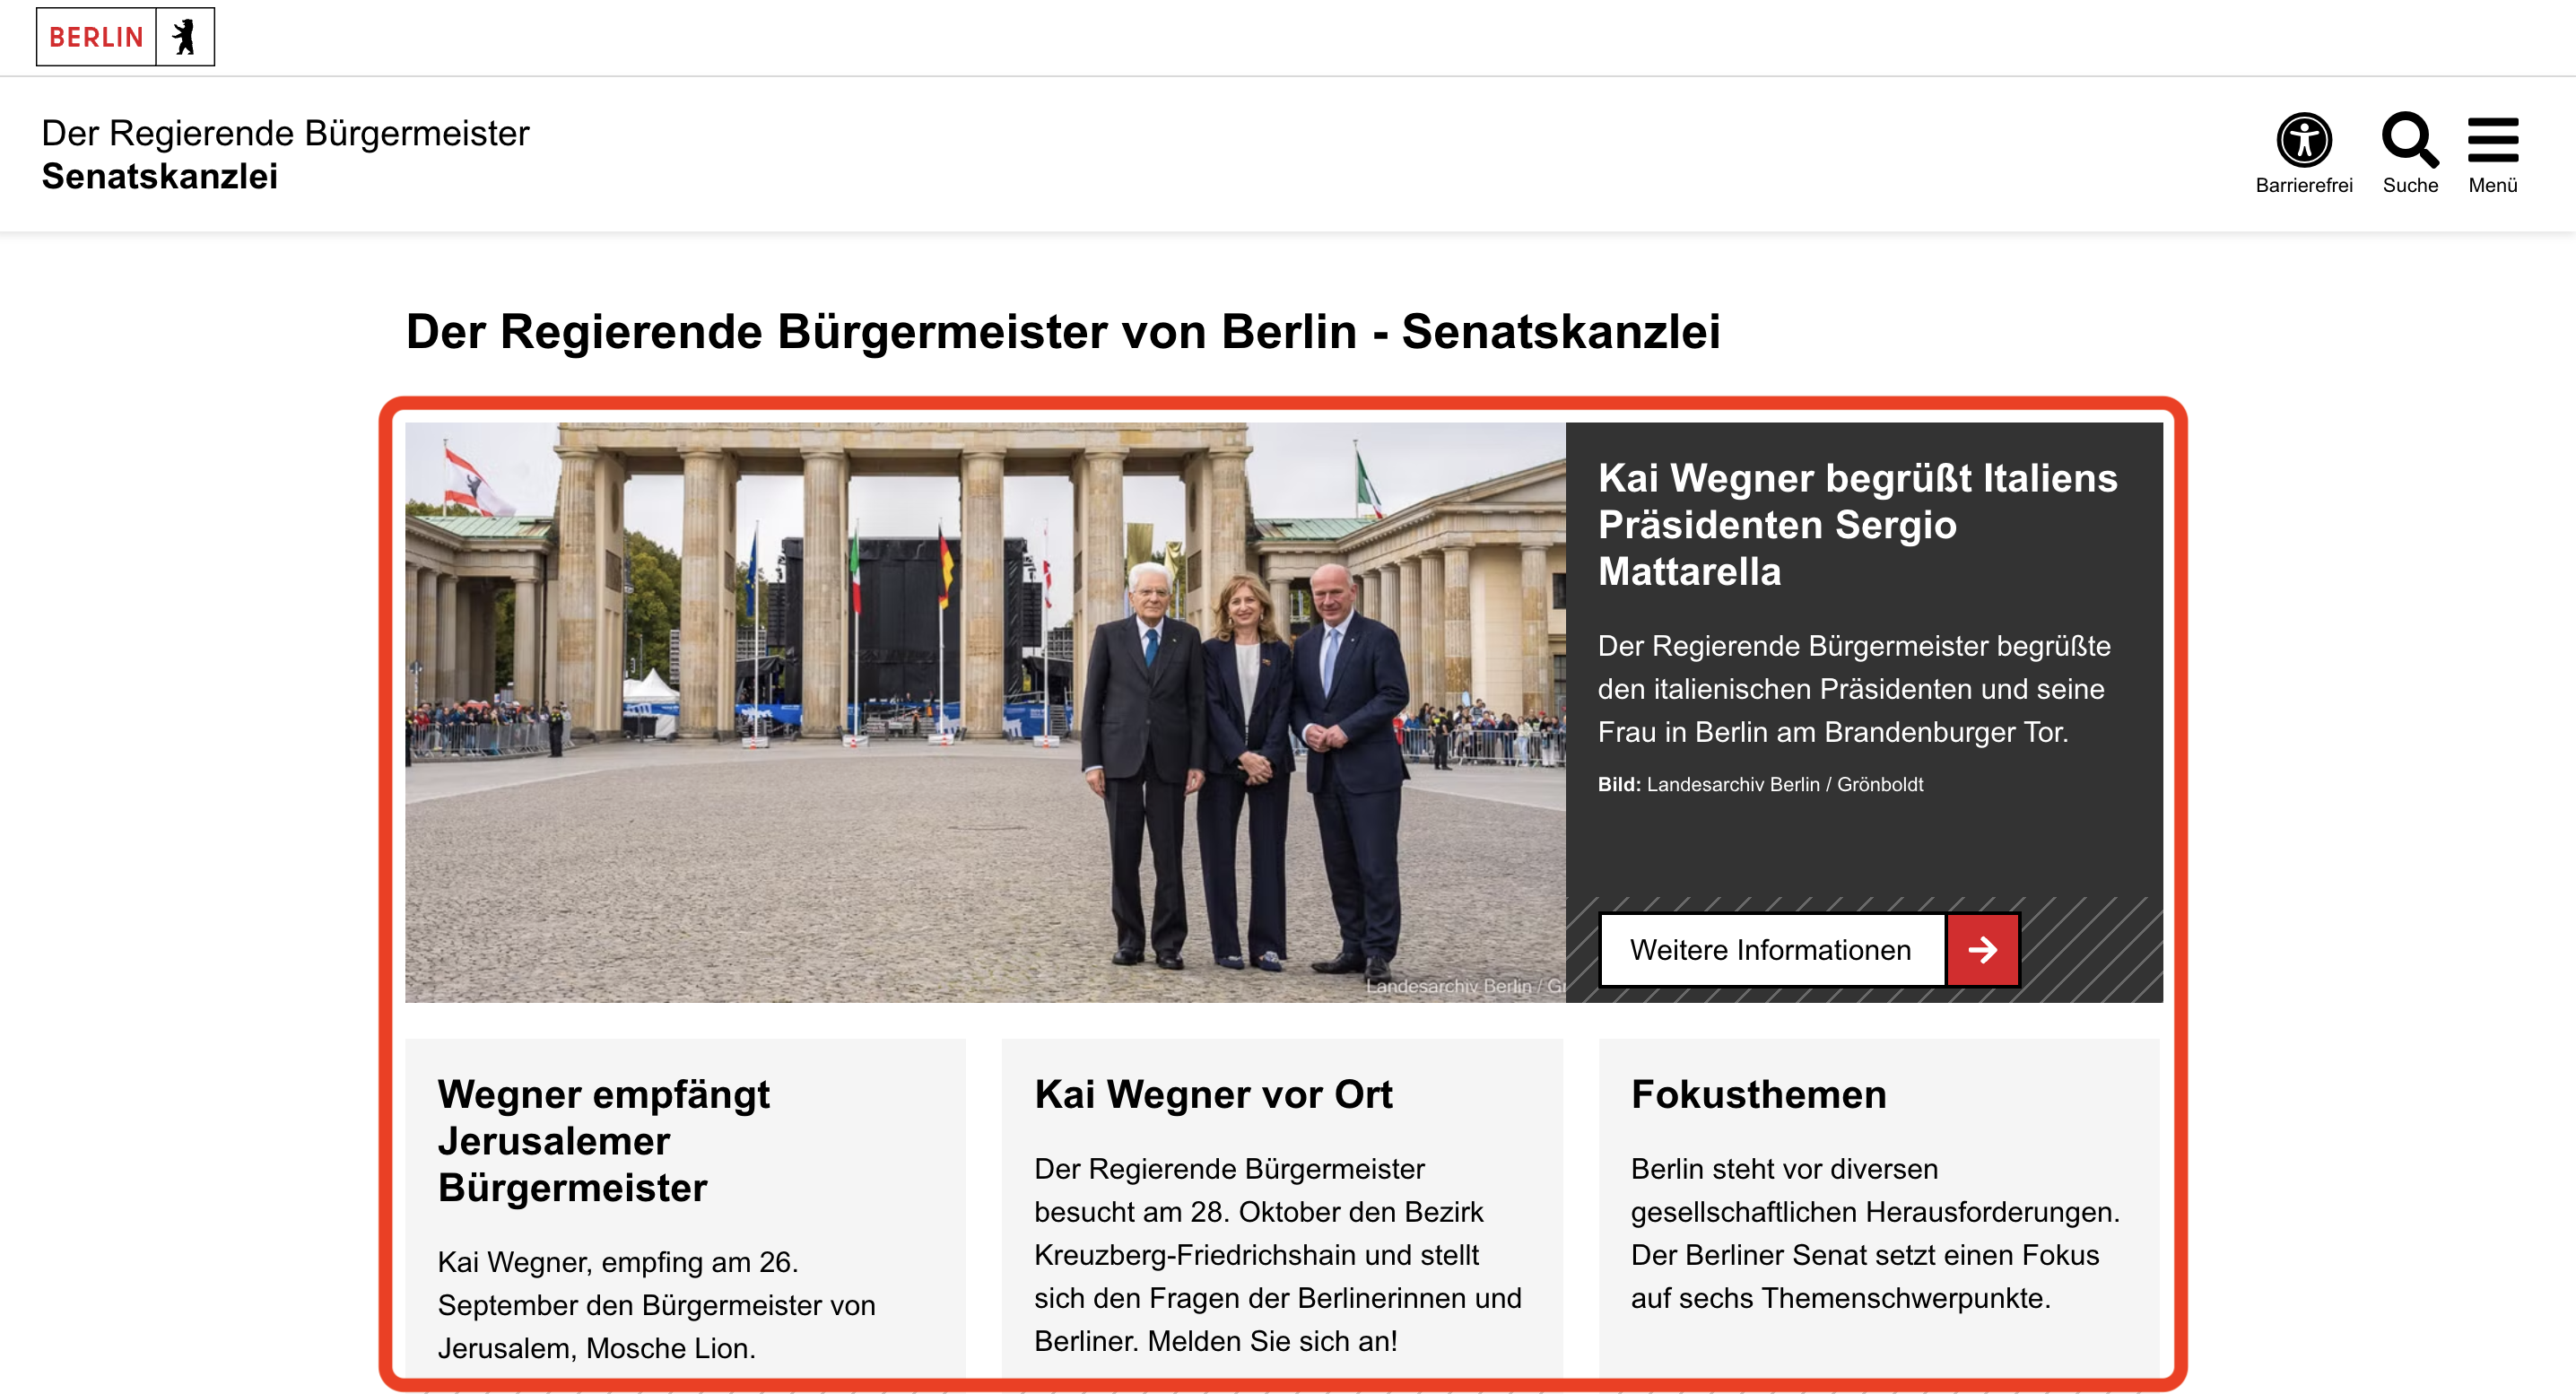 BERLIN
Der Regierende Bürgermeister
Senatskanzlei
Barrierefrei
Suche
Menü
Der Regierende Bürgermeister von Berlin - Senatskanzlei
Landesarchiv Berlin / Gr
Kai Wegner begrüßt Italiens
Präsidenten Sergio
Mattarella
Der Regierende Bürgermeister begrüßte
den italienischen Präsidenten und seine
Frau in Berlin am Brandenburger Tor.
Bild: Landesarchiv Berlin / Grönboldt
Weitere Informationen
Wegner empfängt
Jerusalemer
Bürgermeister
Kai Wegner, empfing am 26.
September den Bürgermeister von
Jerusalem, Mosche Lion.
Kai Wegner vor Ort
Der Regierende Bürgermeister
besucht am 28. Oktober den Bezirk
Kreuzberg-Friedrichshain und stellt
sich den Fragen der Berlinerinnen und
Berliner. Melden Sie sich an!
Fokusthemen
Berlin steht vor diversen
gesellschaftlichen Herausforderungen.
Der Berliner Senat setzt einen Fokus
auf sechs Themenschwerpunkte.